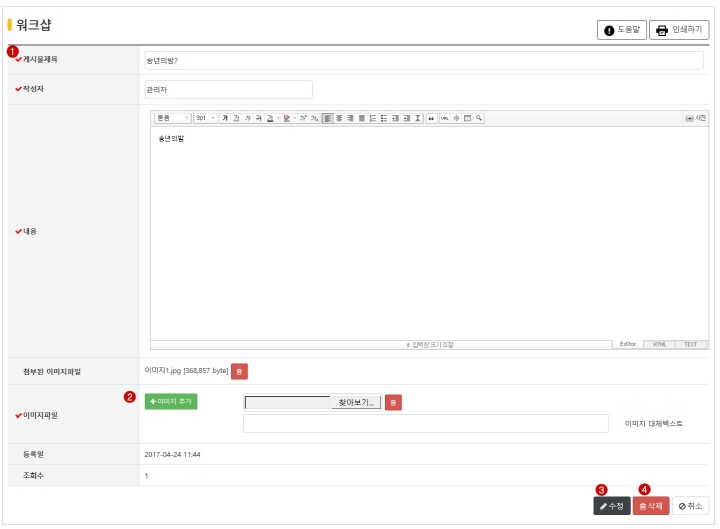 워크샵
도움말 인쇄하기
1
게시물제목 송년의밤7
작성자 관리자
돋움 9pt 가 가 가 가 가 가 가 URL 사진
송년의밤
내용
입력창 크기 조절 Editor HTML TEXT
첨부된 이미지파일 이미지1.jpg [368,857 byte]
2
이미지 추가 찾아보기...
이미지파일 이미지 대체텍스트
등록일 2017-04-24 11:44
조회수 1
3 4
수정 삭제 취소